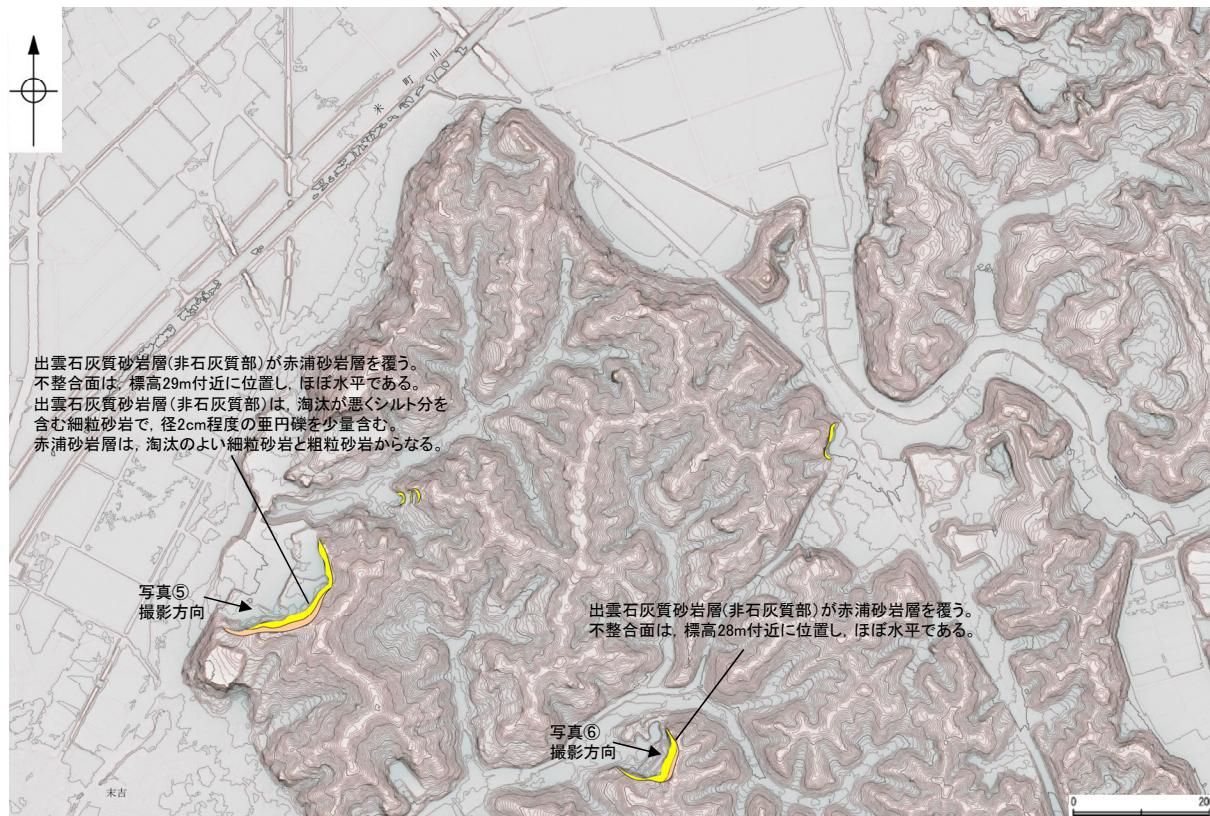 米町川
出雲石灰質砂岩層(非石灰質部)が赤浦砂岩層を覆う。
不整合面は，標高29m付近に位置し，ほぼ水平である。
出雲石灰質砂岩層(非石灰質部)は，淘汰が悪くシルト分を
含む細粒砂岩で，径2cm程度の亜円礫を少量含む。
赤浦砂岩層は，淘汰のよい細粒砂岩と粗粒砂岩からなる。
写真⑤
撮影方向
出雲石灰質砂岩層(非石灰質部)が赤浦砂岩層を覆う。
不整合面は，標高28m付近に位置し，ほぼ水平である。
写真⑥
撮影方向
末吉
0